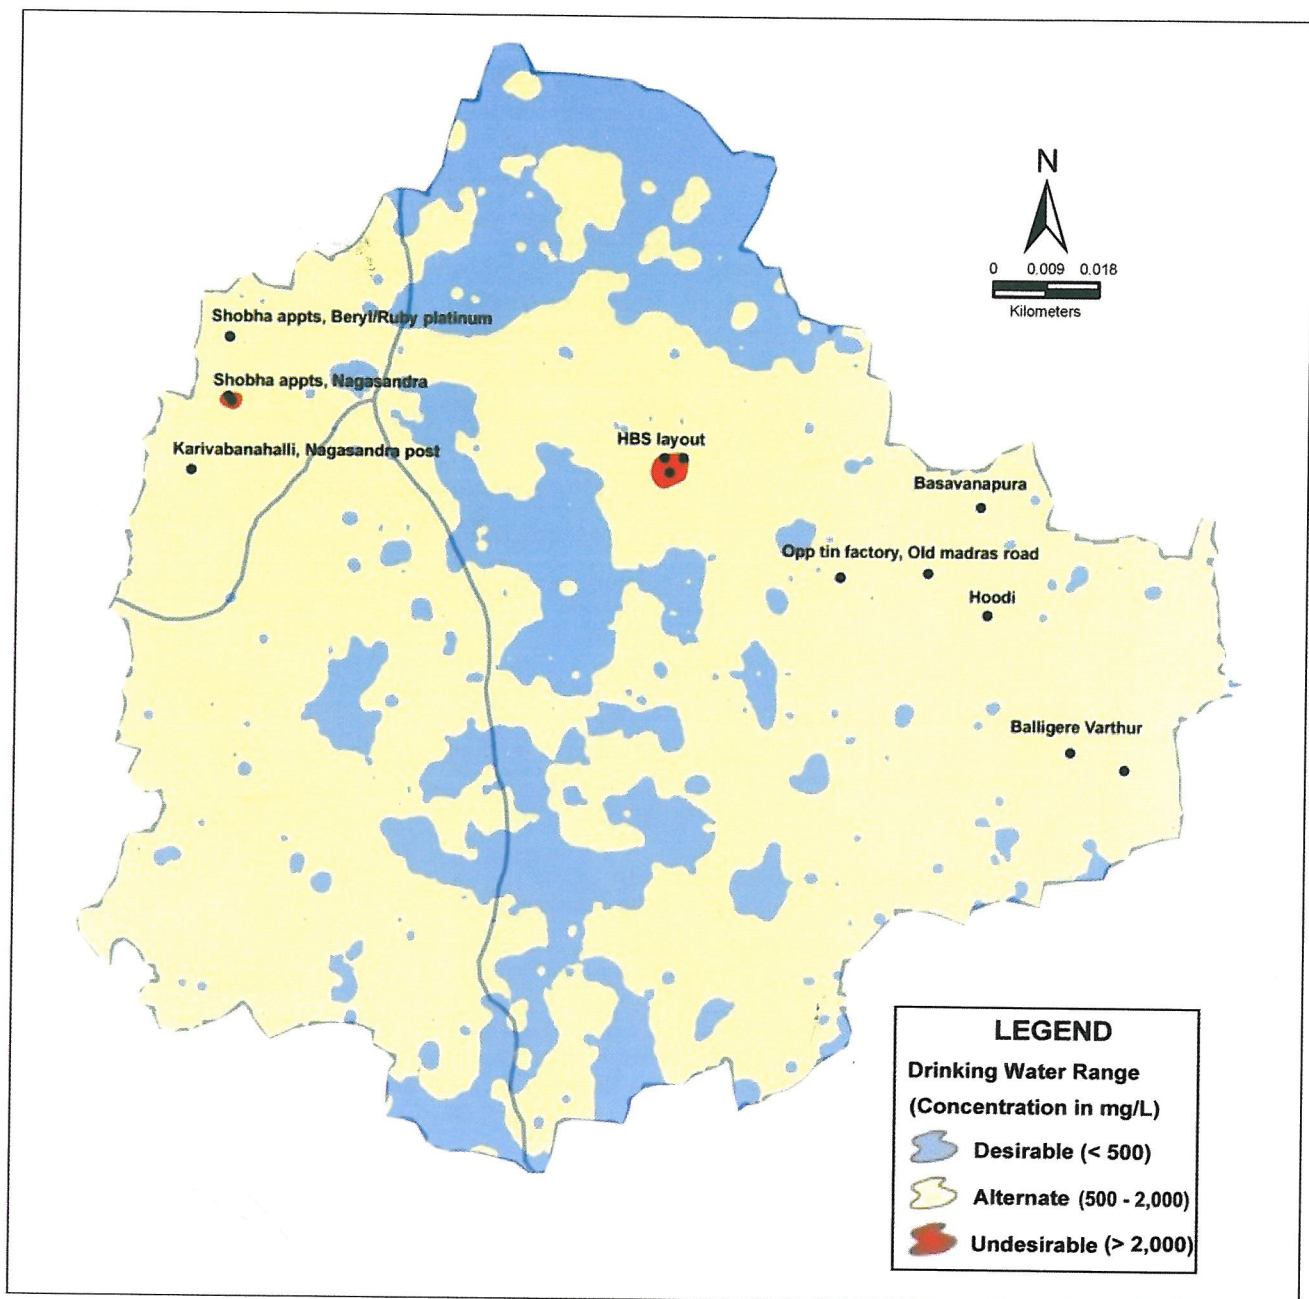 N
0 0.009 0.018
Kilometers
Shobha appts, Beryl/Ruby platinum
Shobha appts, Nagasandra
Karivabanahalli, Nagasandra post
HBS layout
Basavanapura
Opp tin factory, Old madras road
Hoodi
Balligere Varthur
LEGEND
Drinking Water Range
(Concentration in mg/L)
Desirable (< 500)
Alternate (500 - 2,000)
Undesirable (> 2,000)